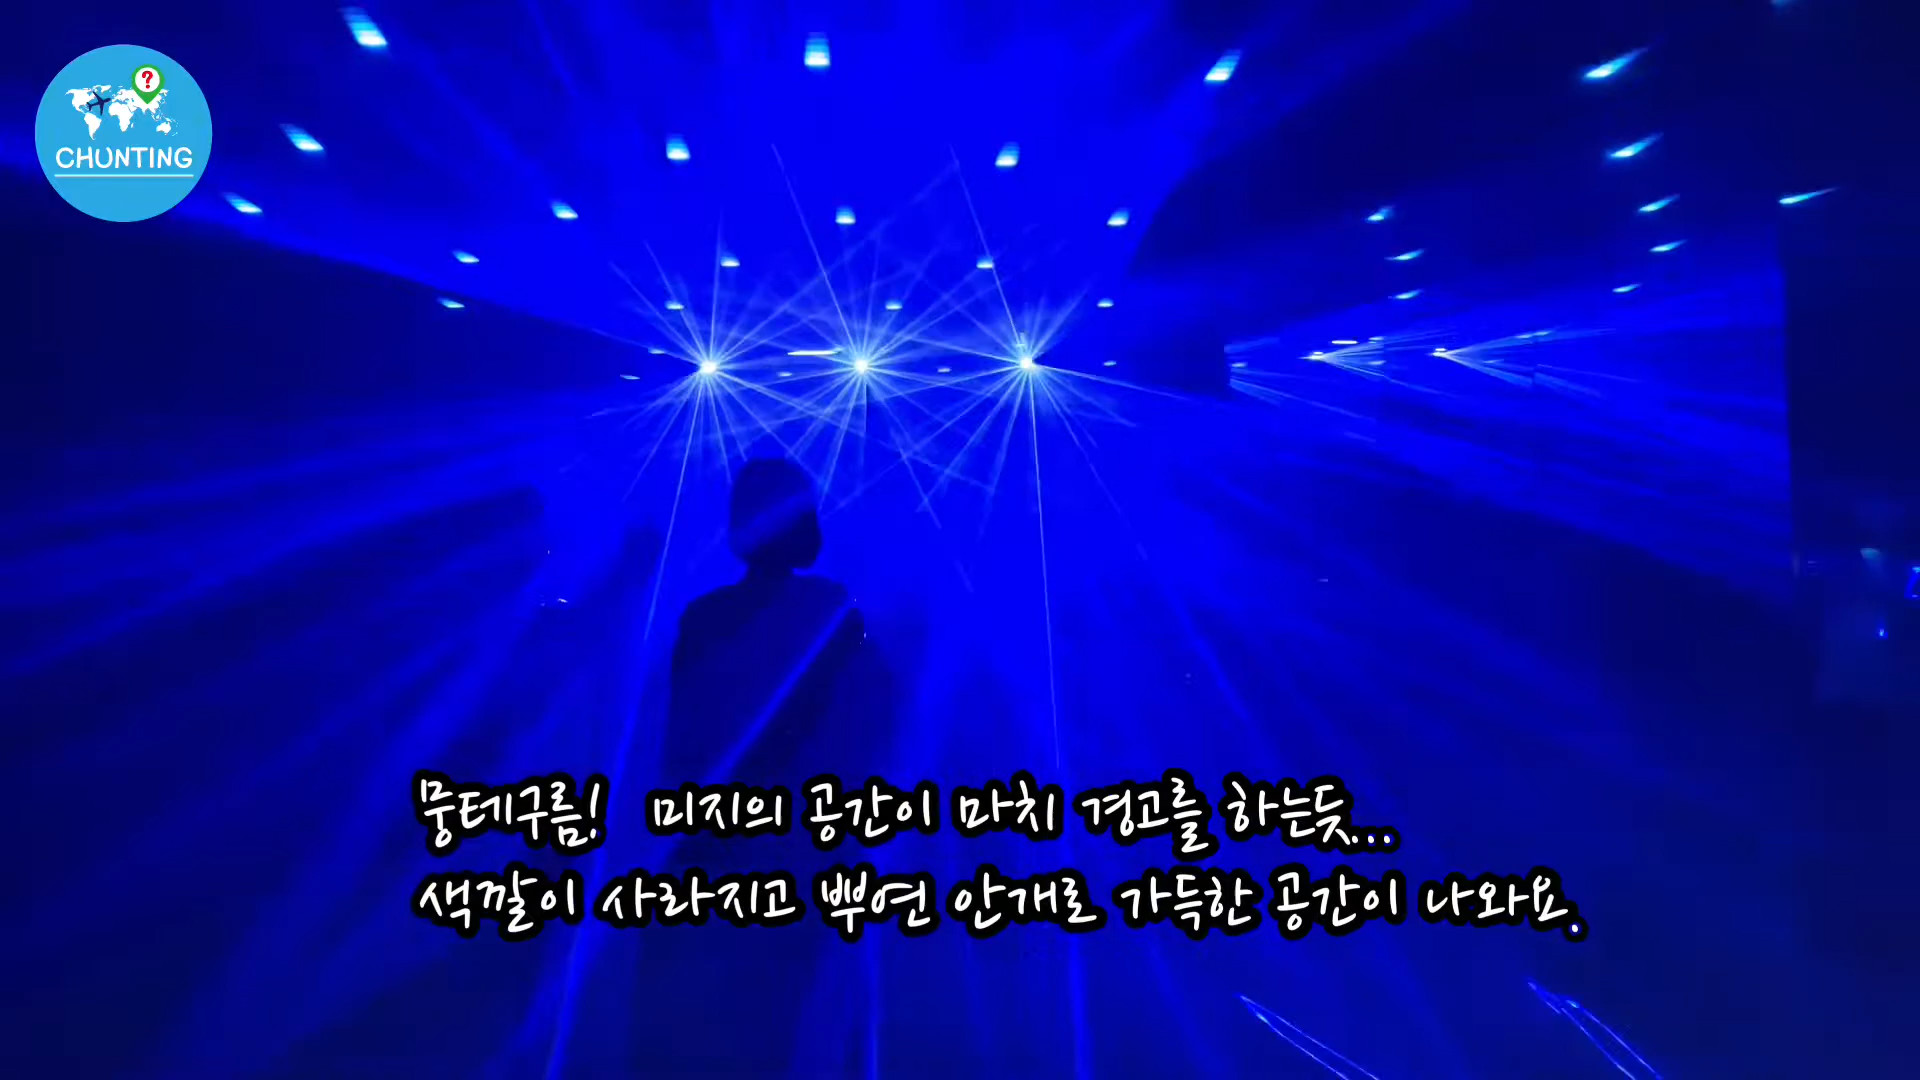 ?
CHUNTING
뭉테구름! 미지의 공간이 마치 경고를 하는듯...
색깔이 사라지고 뿌연 안개로 가득한 공간이 나와요.